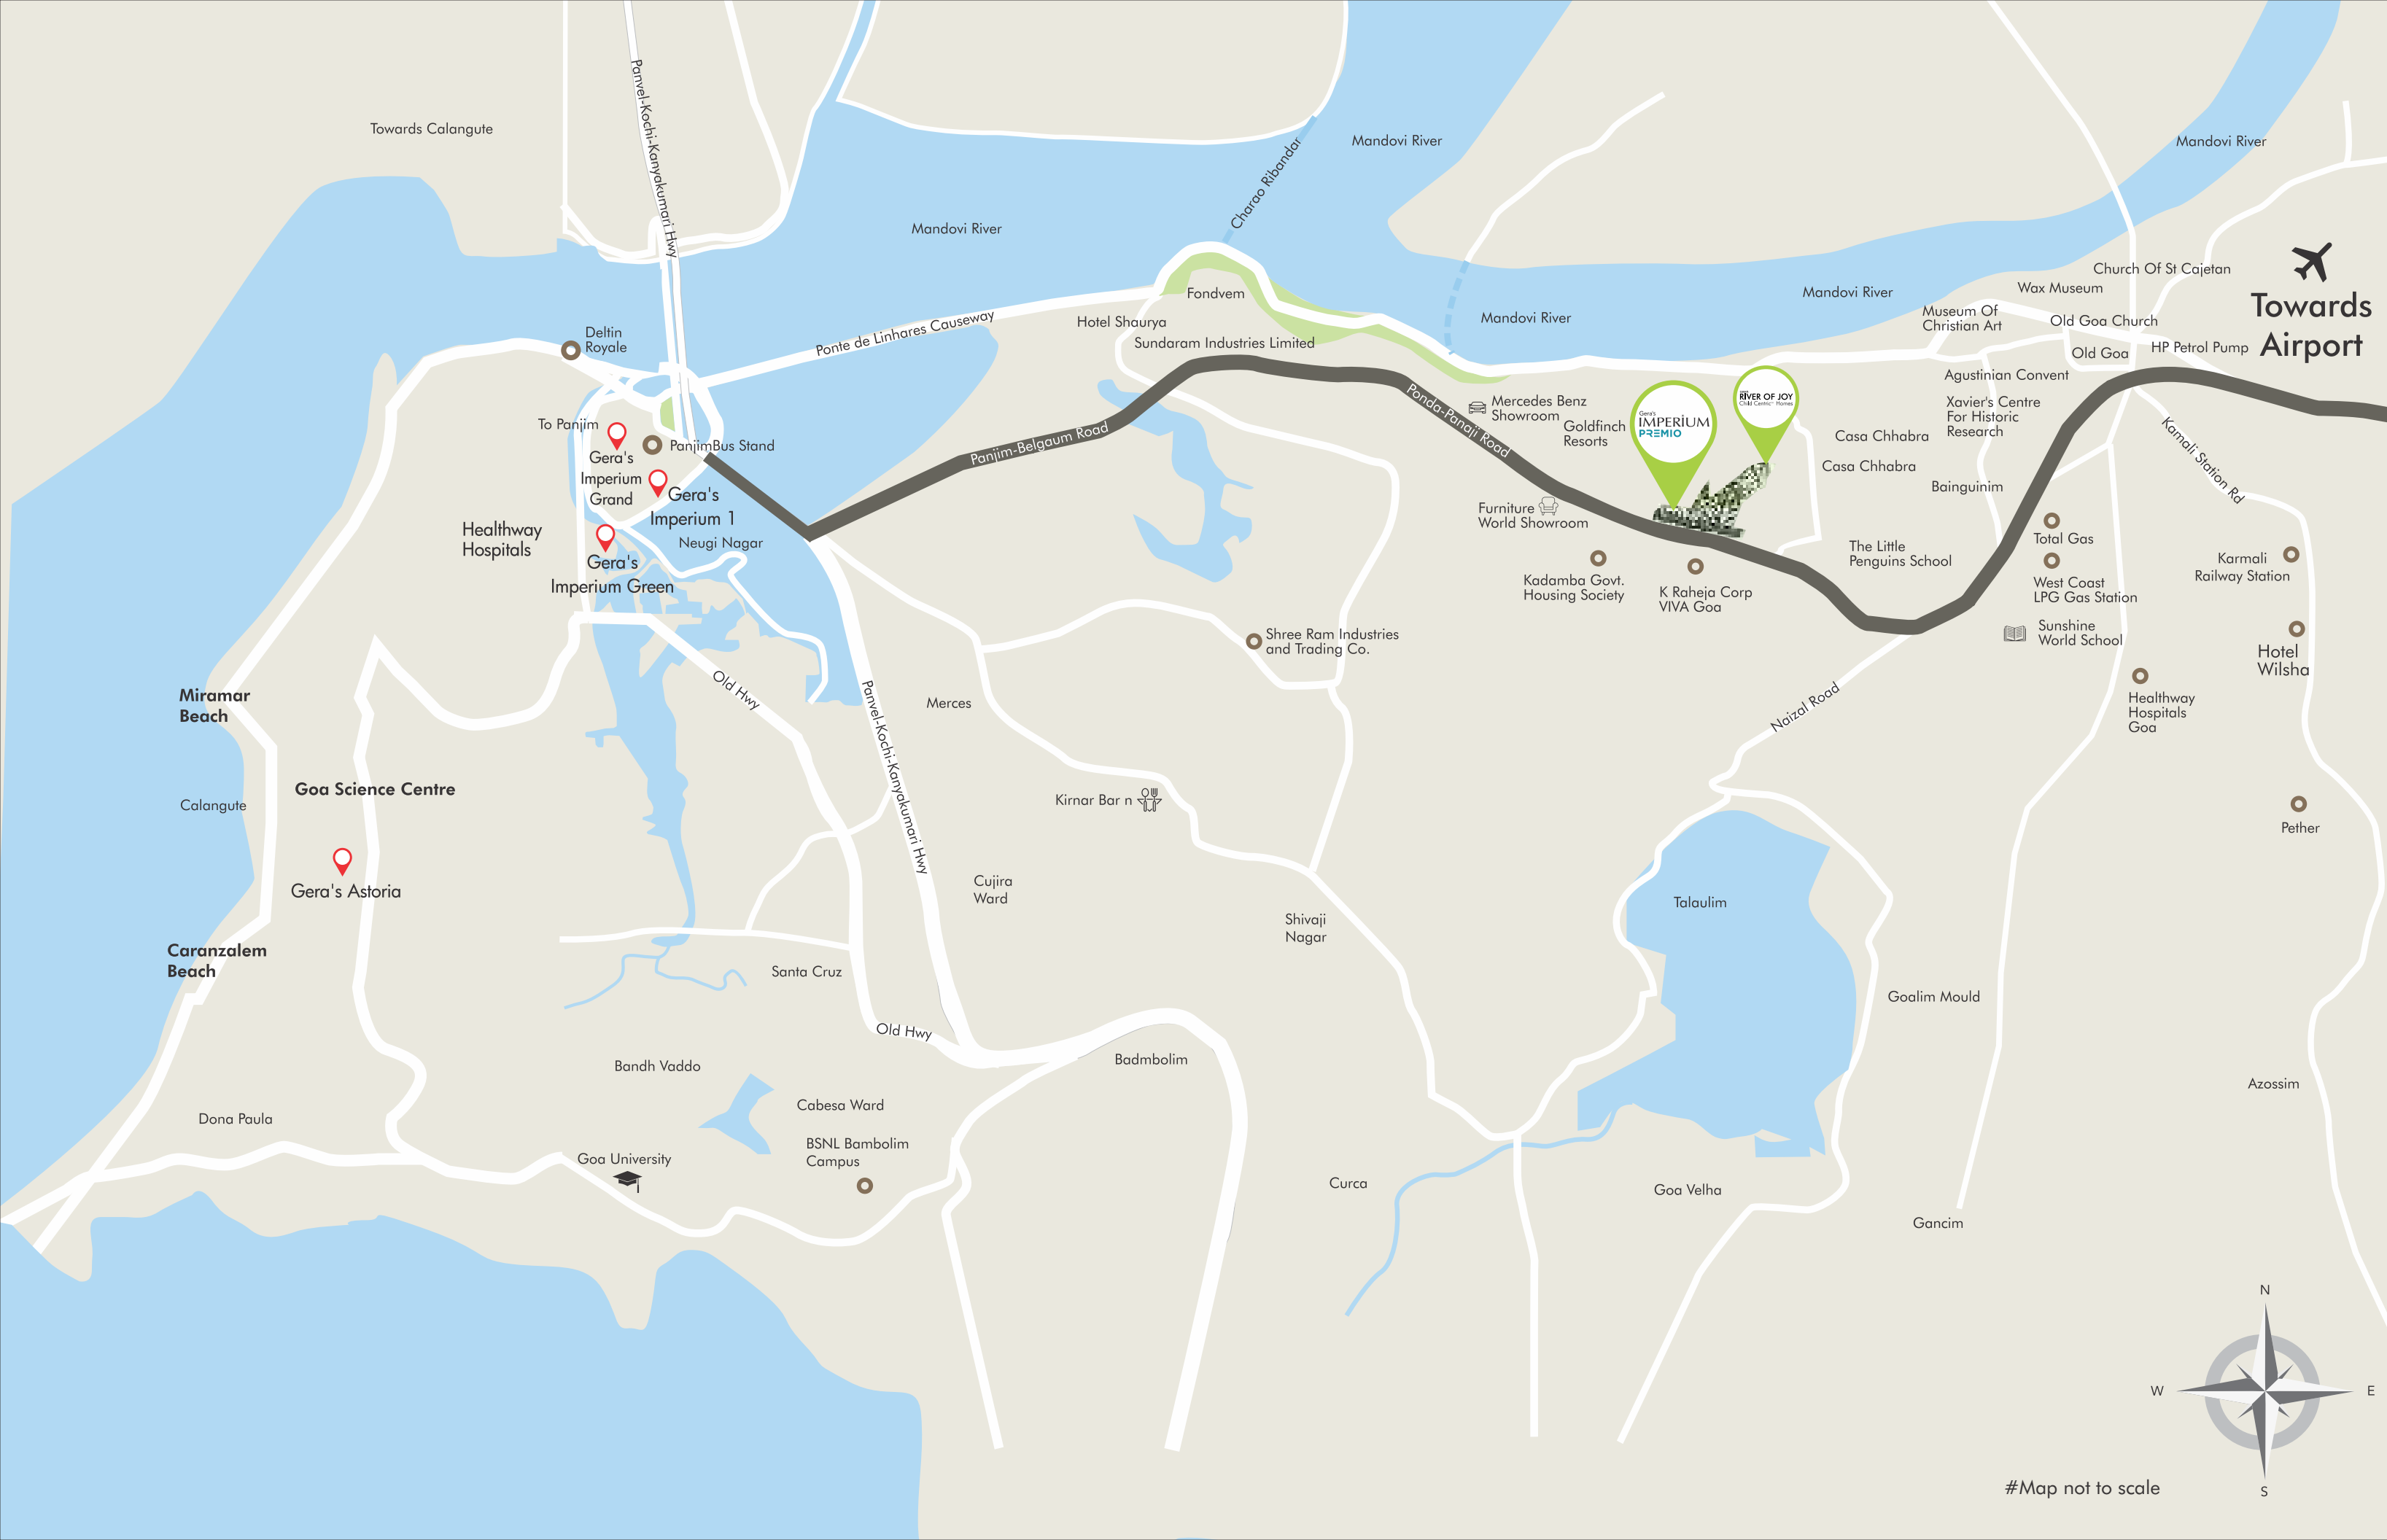 Towards Calangute
Panvel-Kochi-Kanyakumari Hwy
Mandovi River
Charao Ribandar
Mandovi River
Mandovi River
Mandovi River
Mandovi River
Church Of St Cajetan
Wax Museum
Museum Of
Christian Art
Old Goa Church
Old Goa
HP Petrol Pump
Towards
Airport
Deltin
Royale
Ponte de Linhares Causeway
Fondvem
Hotel Shaurya
Sundaram Industries Limited
To Panjim
PanjimBus Stand
Gera's
Imperium
Grand
Gera's
Imperium 1
Neugi Nagar
Healthway
Hospitals
Gera's
Imperium Green
Panjim-Belgaum Road
Ponda-Panaji Road
Mercedes Benz
Showroom
Goldfinch
Resorts
Gera's
IMPERIUM
PREMIO
RIVER OF JOY
Child Centric™ Homes
Agustinian Convent
Xavier's Centre
For Historic
Research
Casa Chhabra
Casa Chhabra
Bainguinim
Kamali Station Rd
Furniture
World Showroom
Kadamba Govt.
Housing Society
K Raheja Corp
VIVA Goa
The Little
Penguins School
Total Gas
West Coast
LPG Gas Station
Sunshine
World School
Karmali
Railway Station
Hotel
Wilsha
Healthway
Hospitals
Goa
Pether
Shree Ram Industries
and Trading Co.
Naizal Road
Old Hwy
Panvel-Kochi-Kanyakumari Hwy
Merces
Miramar
Beach
Goa Science Centre
Calangute
Kirnar Bar n
Gera's Astoria
Cujira
Ward
Shivaji
Nagar
Talaulim
Caranzalem
Beach
Santa Cruz
Goalim Mould
Old Hwy
Bandh Vaddo
Badmbolim
Azossim
Dona Paula
Cabesa Ward
BSNL Bambolim
Campus
Goa University
Curca
Goa Velha
Gancim
N
W
E
S
#Map not to scale